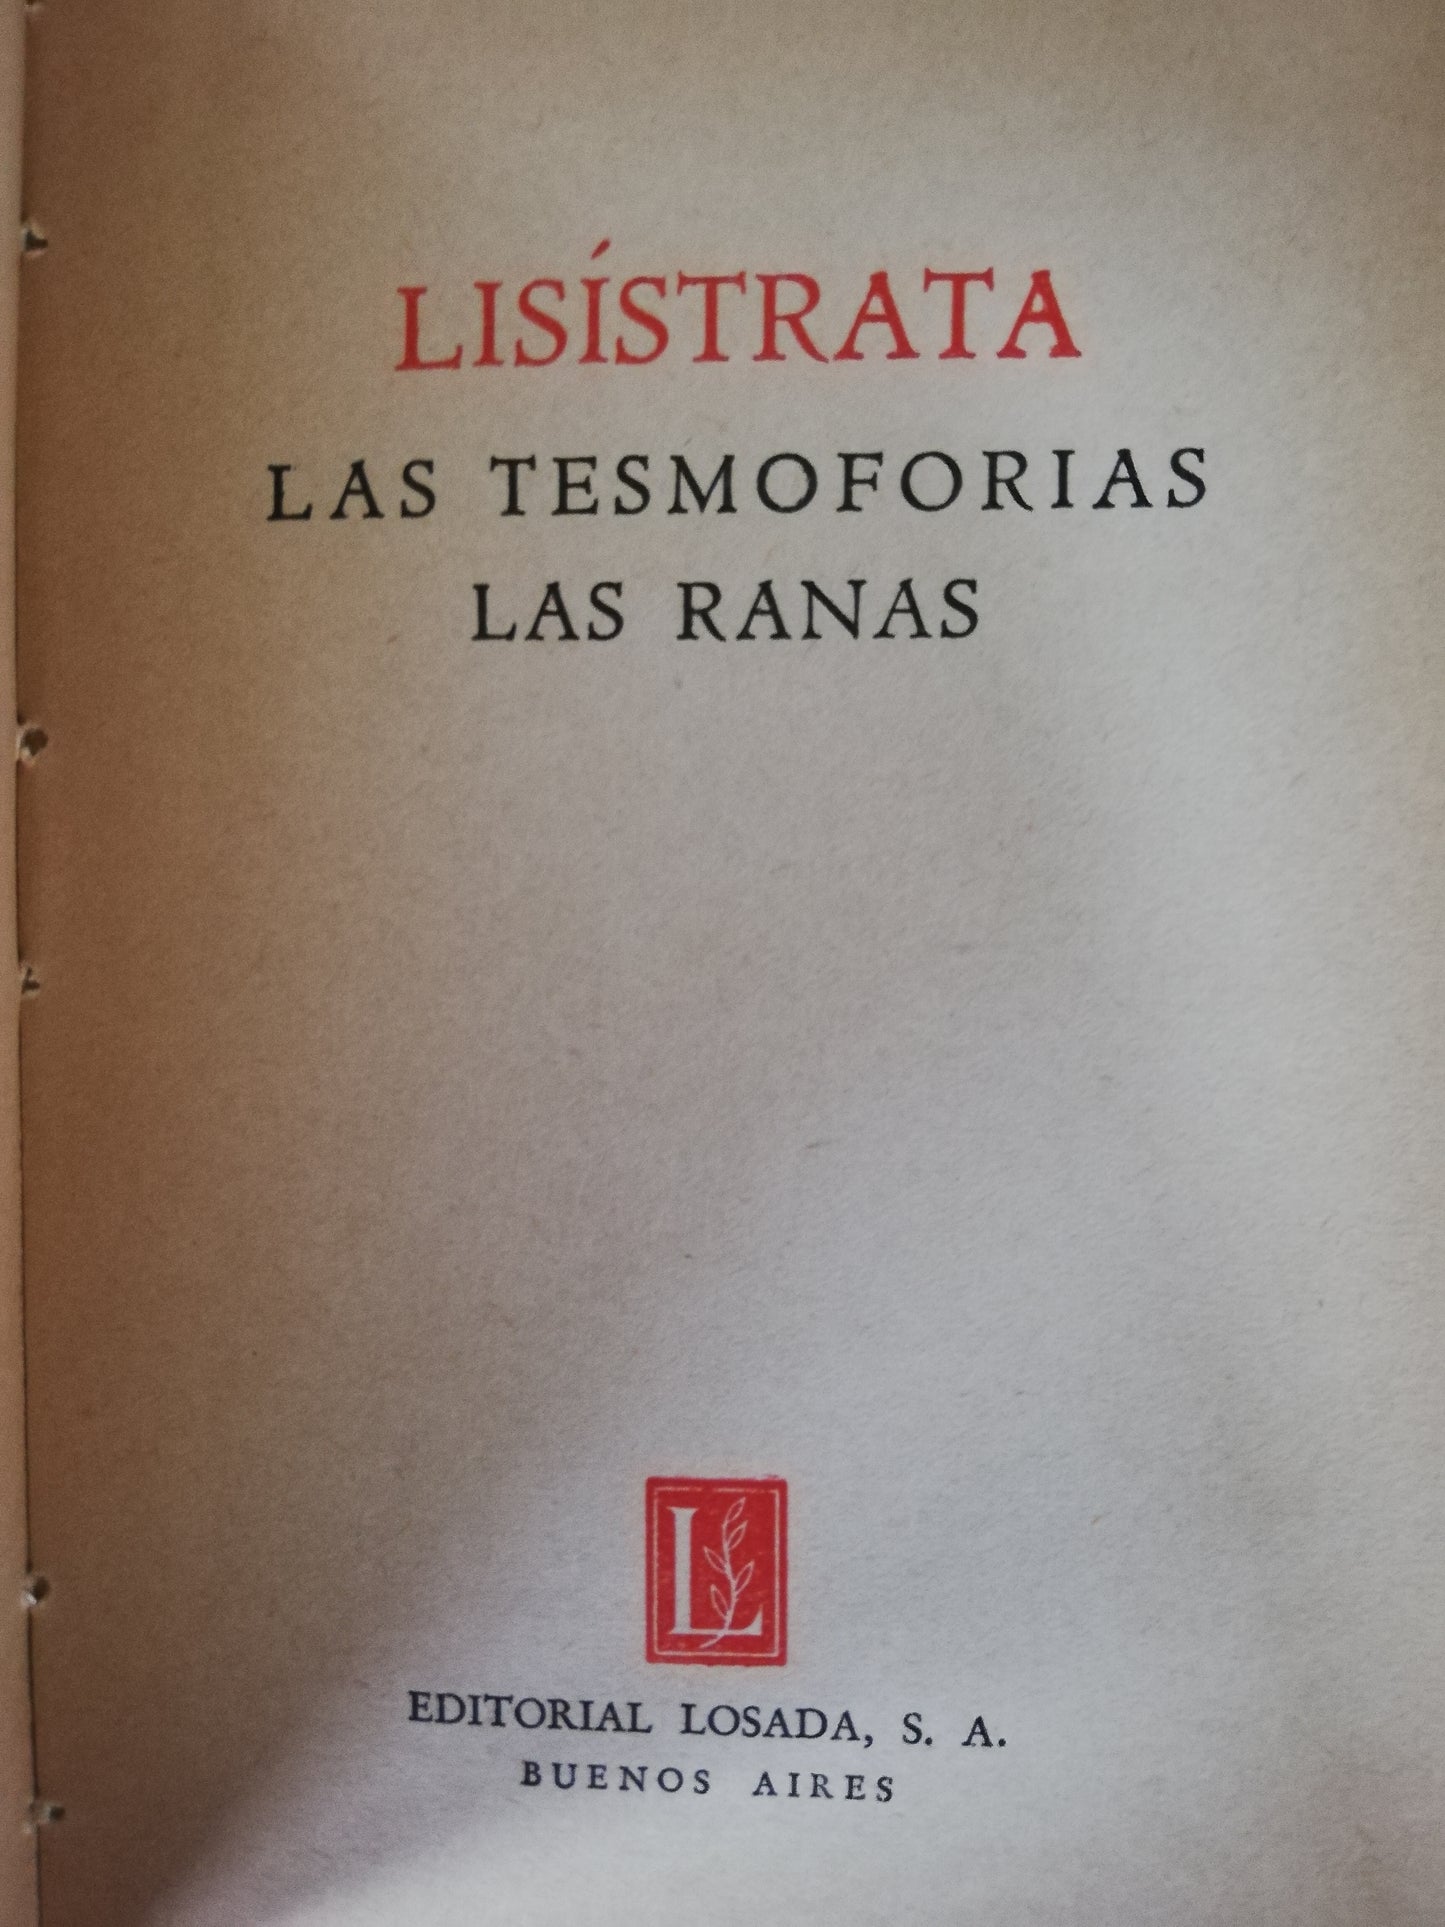 LISÍSTRATA
LAS TESMOFORIAS
LAS RANAS
L
EDITORIAL LOSADA, S. A.
BUENOS AIRES